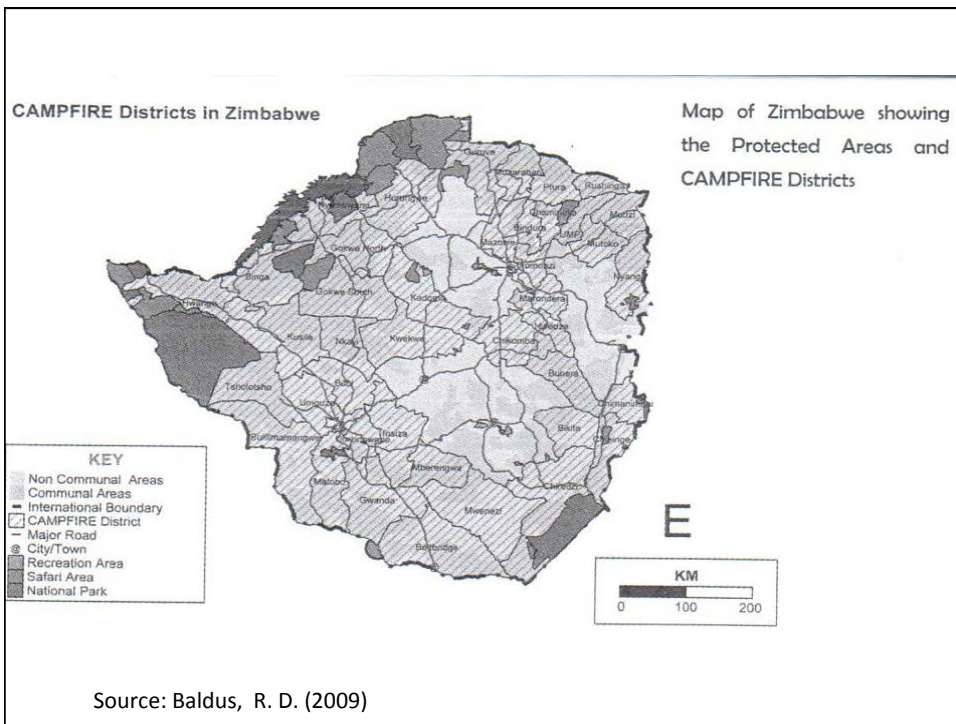 CAMPFIRE Districts in Zimbabwe
Map of Zimbabwe showing
the Protected Areas and
CAMPFIRE Districts
Guruve
Muzarabani
Pfura
Rushinga
Nyaminyami
Hurungwe
Chaminuka
Mudzi
Bindura
UMP
Mutoko
Mazowe
Gokwe North
Goromonzi
Nyanga
Binga
Gokwe South
Kadoma
Marondera
Hwange
Hwedza
Kusile
Nkayi
Kwekwe
Chikomba
Buhera
Tsholotsho
Bubi
Umguza
Chimanimani
Bulilimamangwe
Umzingwane
Insiza
Bikita
Chipinge
Mberengwa
Matobo
Chiredzi
Gwanda
Mwenezi
Beitbridge
KEY
Non Communal Areas
Communal Areas
International Boundary
CAMPFIRE District
Major Road
@ City/Town
Recreation Area
Safari Area
National Park
E
KM
0 100 200
Source: Baldus, R. D. (2009)